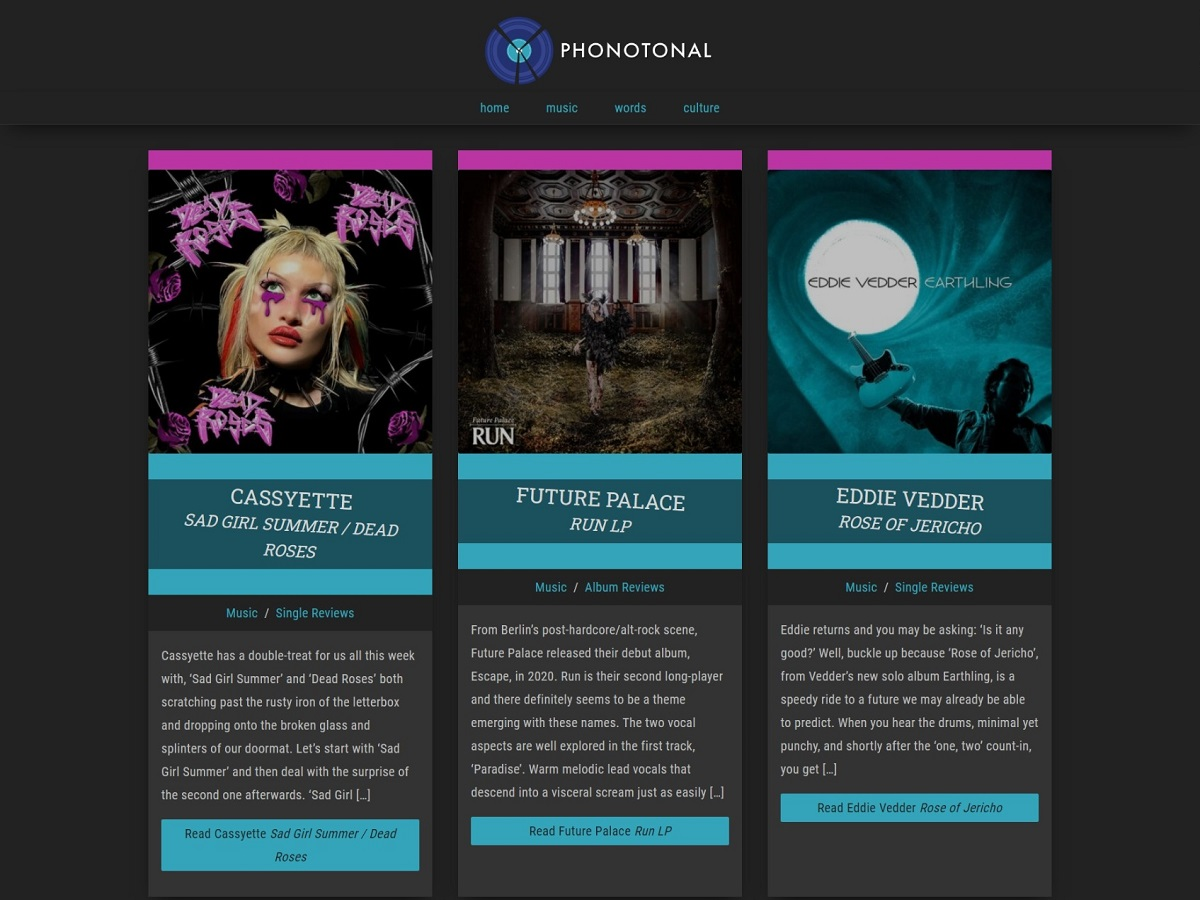 PHONOTONAL
home music words culture
DEAD ROSES
DEAD ROSES
DEAD ROSES
CASSYETTE
SAD GIRL SUMMER / DEAD
ROSES
Music / Single Reviews
Cassyette has a double-treat for us all this week
with, ‘Sad Girl Summer’ and ‘Dead Roses’ both
scratching past the rusty iron of the letterbox
and dropping onto the broken glass and
splinters of our doormat. Let’s start with ‘Sad
Girl Summer’ and then deal with the surprise of
the second one afterwards. ‘Sad Girl […]
Read Cassyette Sad Girl Summer / Dead
Roses
Future Palace
RUN
FUTURE PALACE
RUN LP
Music / Album Reviews
From Berlin’s post-hardcore/alt-rock scene,
Future Palace released their debut album,
Escape, in 2020. Run is their second long-player
and there definitely seems to be a theme
emerging with these names. The two vocal
aspects are well explored in the first track,
‘Paradise’. Warm melodic lead vocals that
descend into a visceral scream just as easily […]
Read Future Palace Run LP
EDDIE VEDDER EARTHLING
EDDIE VEDDER
ROSE OF JERICHO
Music / Single Reviews
Eddie returns and you may be asking: ‘Is it any
good?’ Well, buckle up because ‘Rose of Jericho’,
from Vedder’s new solo album Earthling, is a
speedy ride to a future we may already be able
to predict. When you hear the drums, minimal yet
punchy, and shortly after the ‘one, two’ count-in,
you get […]
Read Eddie Vedder Rose of Jericho